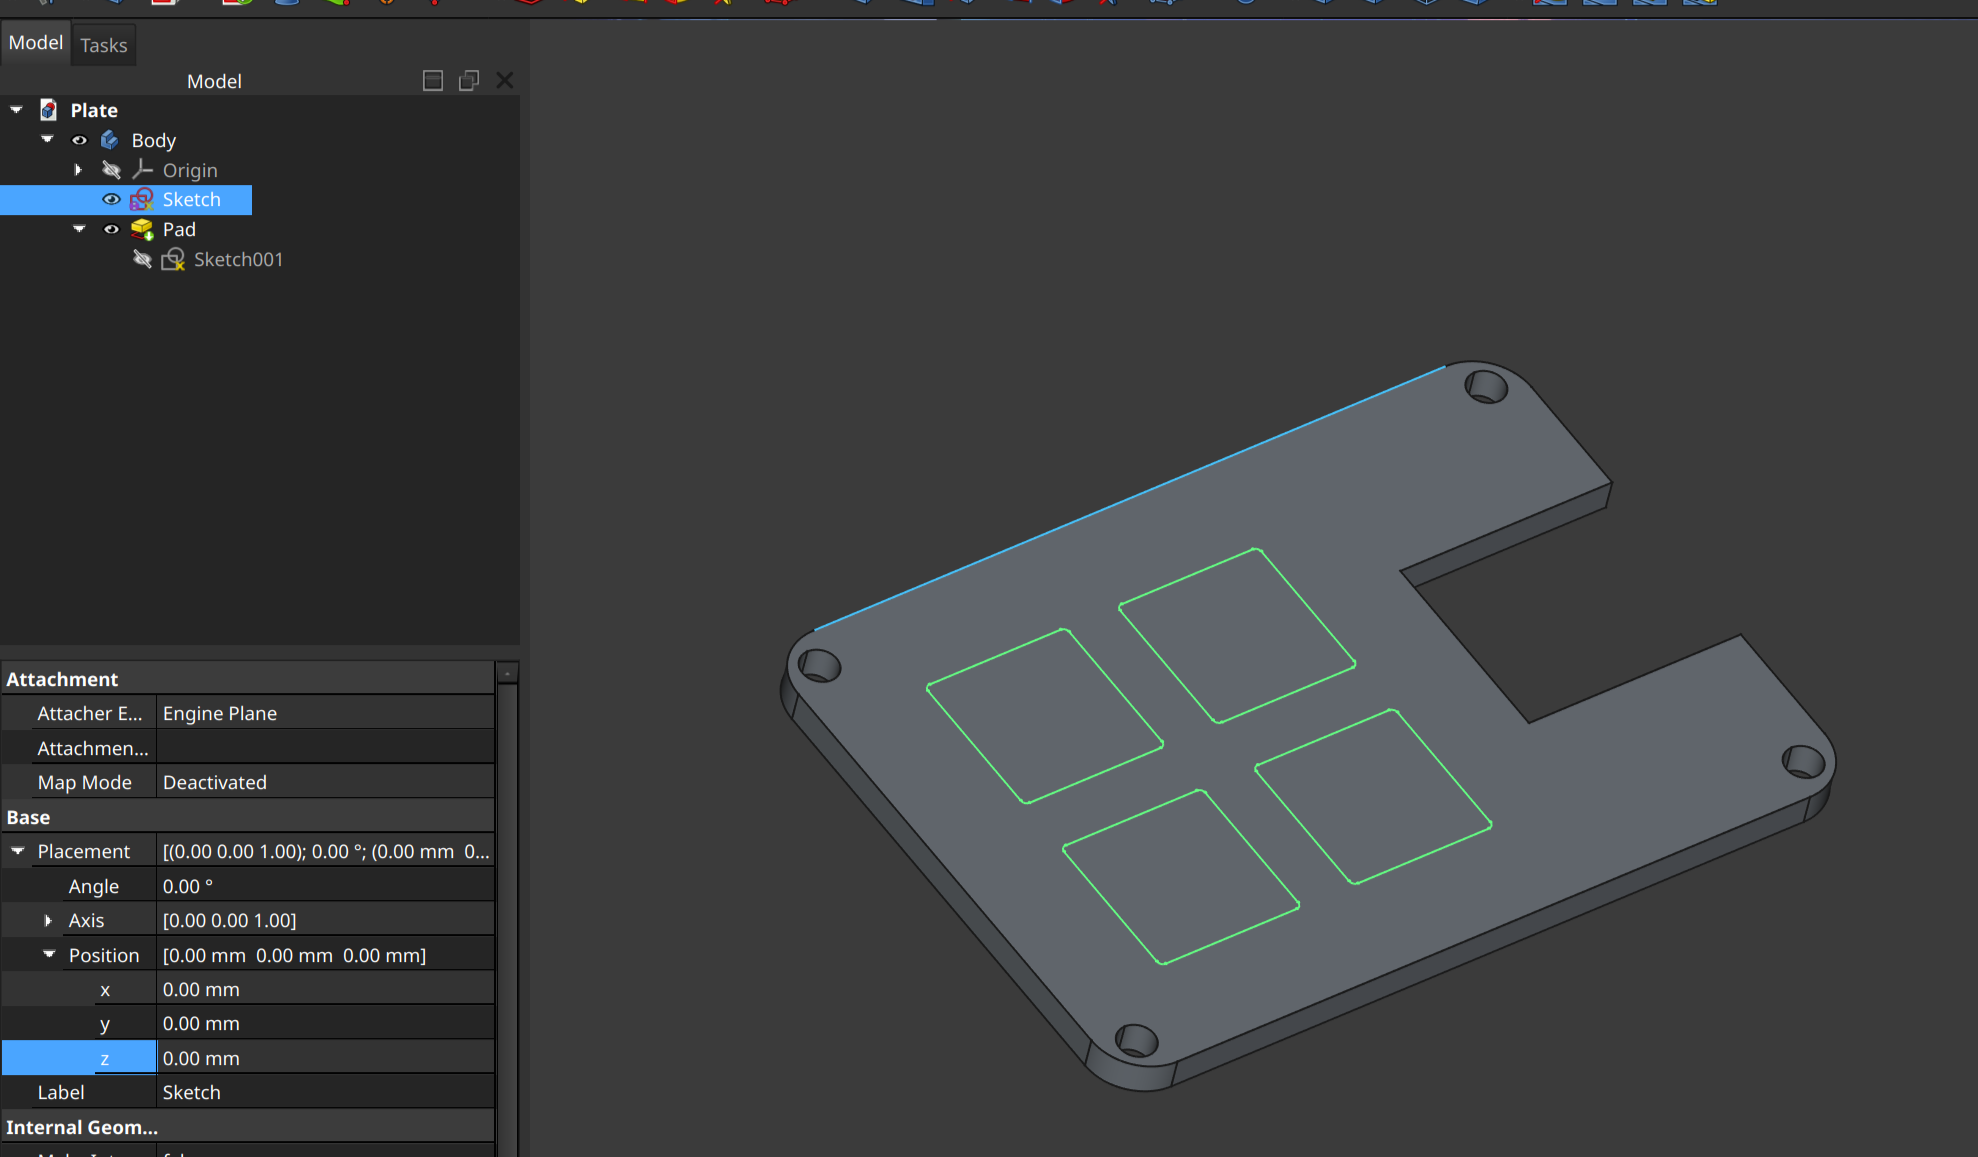 Model Tasks
Model
Plate
Body
Origin
Sketch
Pad
Sketch001
Attachment
Attacher E... Engine Plane
Attachmen...
Map Mode Deactivated
Base
Placement [(0.00 0.00 1.00); 0.00 °; (0.00 mm 0...
Angle 0.00 °
Axis [0.00 0.00 1.00]
Position [0.00 mm 0.00 mm 0.00 mm]
x 0.00 mm
y 0.00 mm
z 0.00 mm
Label Sketch
Internal Geom...